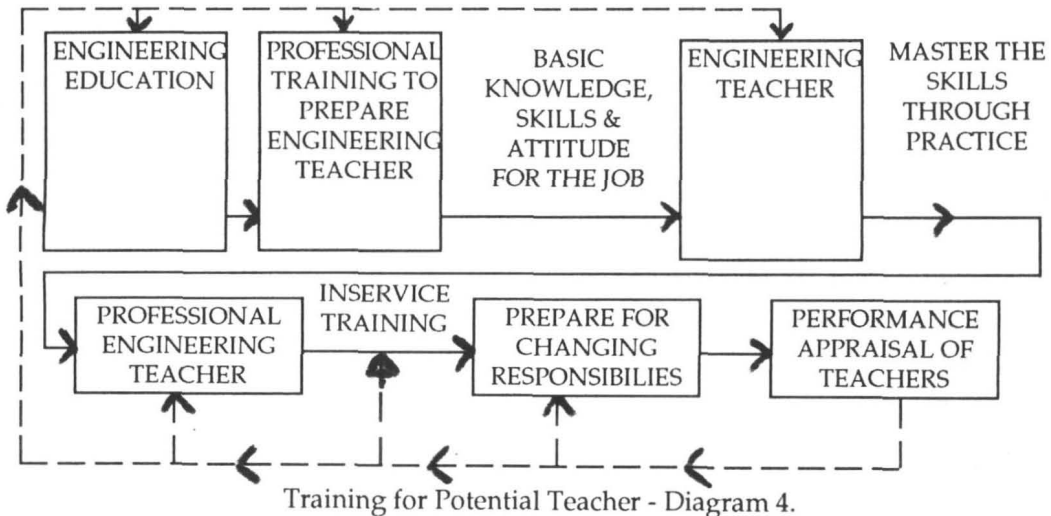 ENGINEERING
EDUCATION
PROFESSIONAL
TRAINING TO
PREPARE
ENGINEERING
TEACHER
BASIC
KNOWLEDGE,
SKILLS &
ATTITUDE
FOR THE JOB
ENGINEERING
TEACHER
MASTER THE
SKILLS
THROUGH
PRACTICE
PROFESSIONAL
ENGINEERING
TEACHER
INSERVICE
TRAINING
PREPARE FOR
CHANGING
RESPONSIBILIES
PERFORMANCE
APPRAISAL OF
TEACHERS
Training for Potential Teacher - Diagram 4.